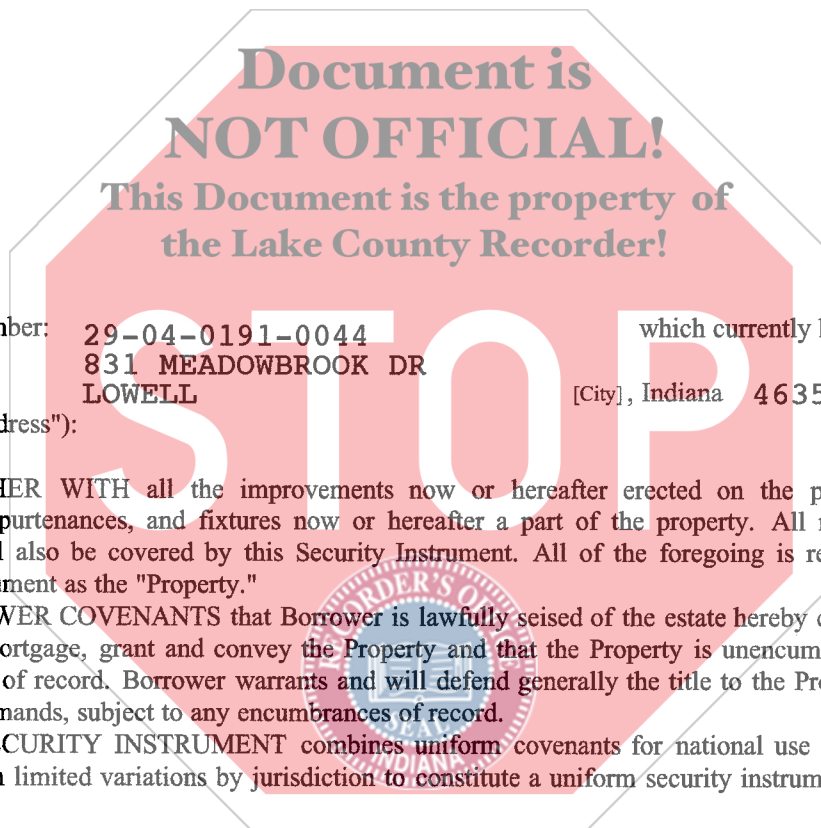 Document is
NOT OFFICIAL!
This Document is the property of
the Lake County Recorder!
STOP
nber: 29-04-0191-0044 which currently
831 MEADOWBROOK DR
LOWELL [City], Indiana 4635
dress"):
HER WITH all the improvements now or hereafter erected on the p
purtenances, and fixtures now or hereafter a part of the property. All
l also be covered by this Security Instrument. All of the foregoing is re
ment as the "Property."
WER COVENANTS that Borrower is lawfully seised of the estate hereby
ortgage, grant and convey the Property and that the Property is unencum
of record. Borrower warrants and will defend generally the title to the Pro
mands, subject to any encumbrances of record.
CURITY INSTRUMENT combines uniform covenants for national use
limited variations by jurisdiction to constitute a uniform security instrum
RECORDER'S OFFICE
SEAL
INDIANA